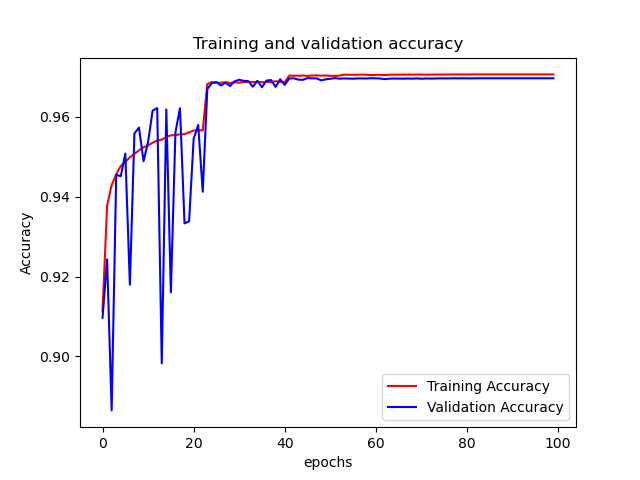 Training and validation accuracy
0.96
0.94
0.92
0.90
Accuracy
0 20 40 60 80 100
epochs
Training Accuracy
Validation Accuracy